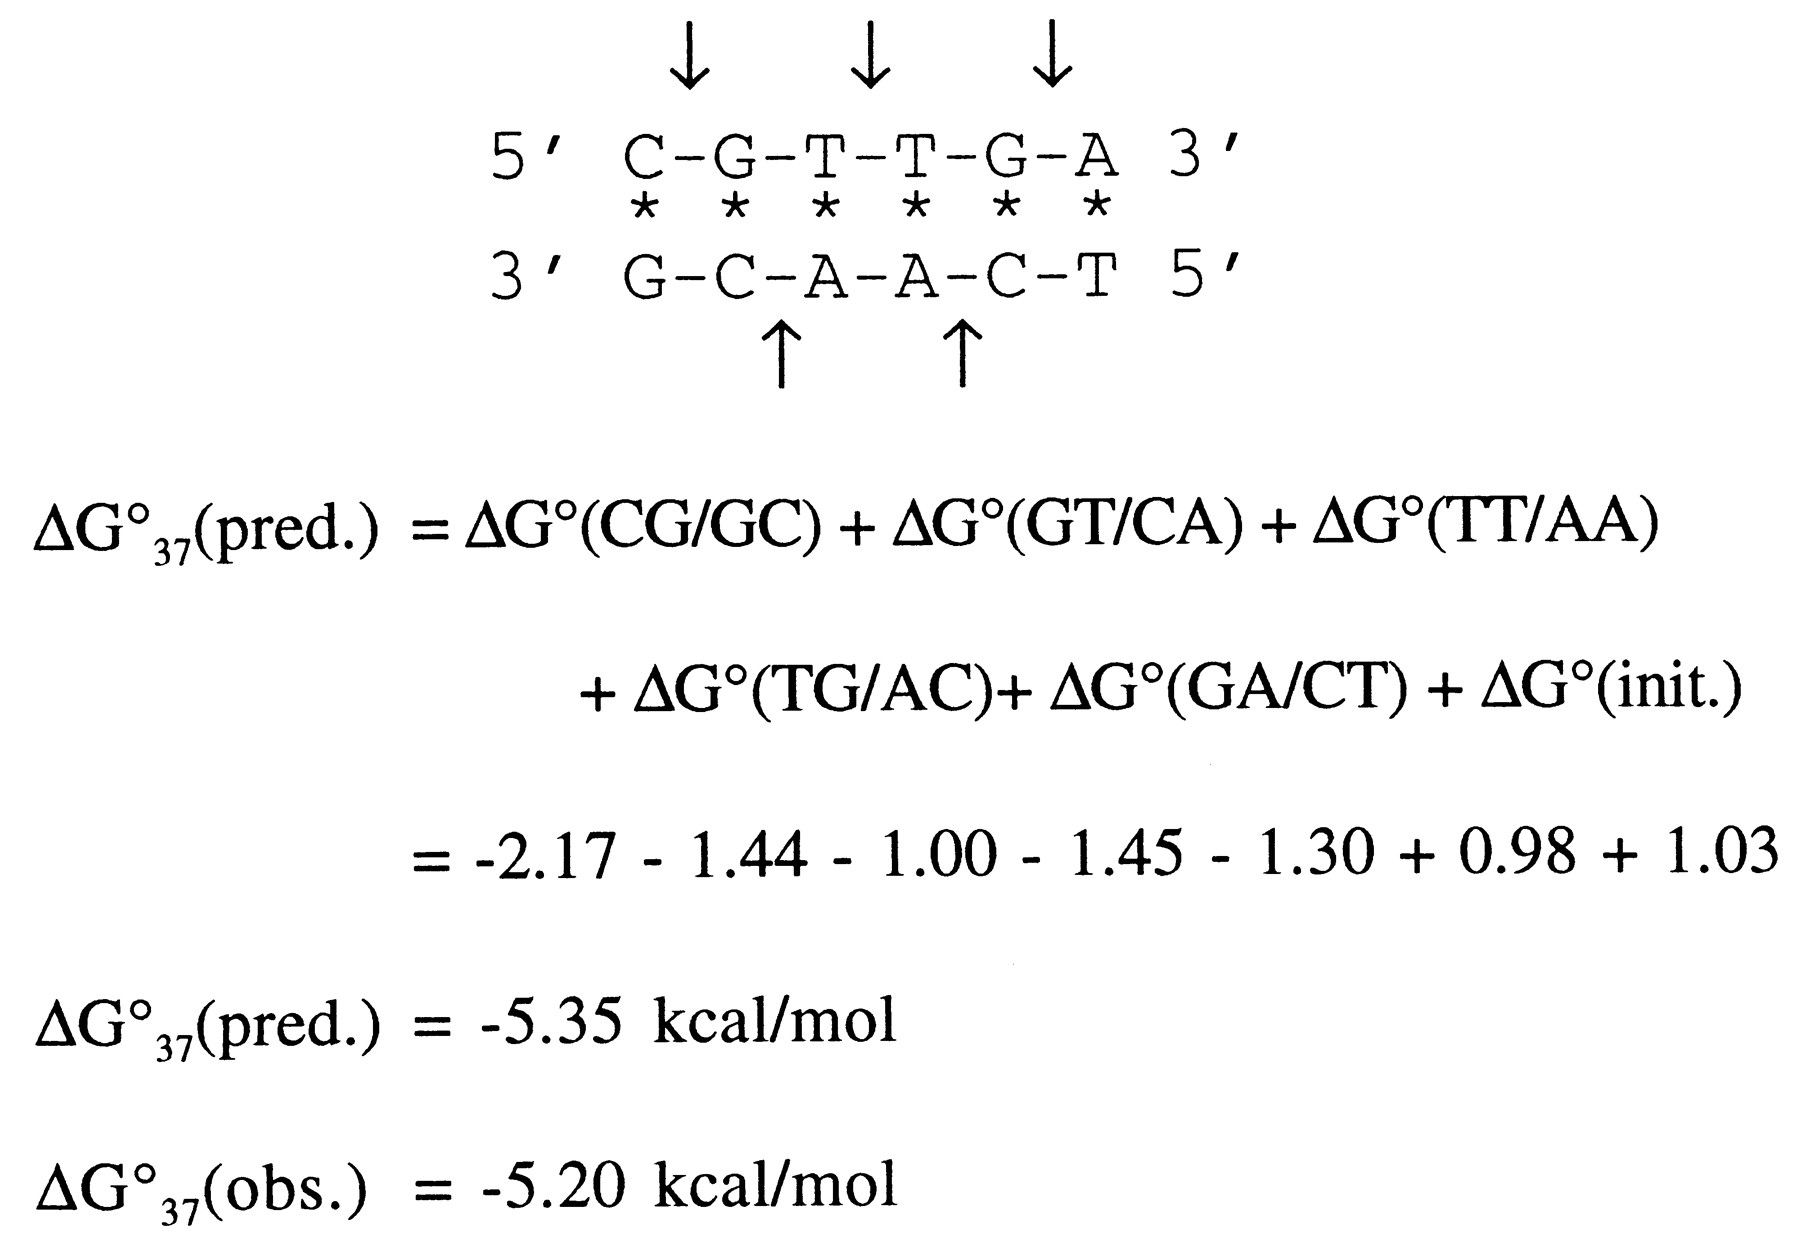 ↓ ↓ ↓
5' C-G-T-T-G-A 3'
* * * * * *
3' G-C-A-A-C-T 5'
↑ ↑
ΔG°37(pred.) = ΔG°(CG/GC) + ΔG°(GT/CA) + ΔG°(TT/AA)
+ ΔG°(TG/AC)+ ΔG°(GA/CT) + ΔG°(init.)
= -2.17 - 1.44 - 1.00 - 1.45 - 1.30 + 0.98 + 1.03
ΔG°37(pred.) = -5.35 kcal/mol
ΔG°37(obs.) = -5.20 kcal/mol